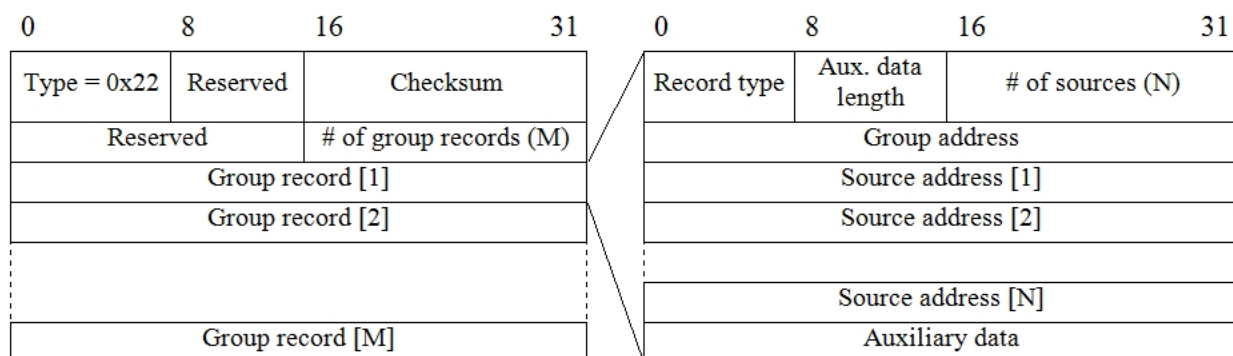 0 8 16 31
Type = 0x22 Reserved Checksum
Reserved # of group records (M)
Group record [1]
Group record [2]
Group record [M]
0 8 16 31
Record type Aux. data length # of sources (N)
Group address
Source address [1]
Source address [2]
Source address [N]
Auxiliary data